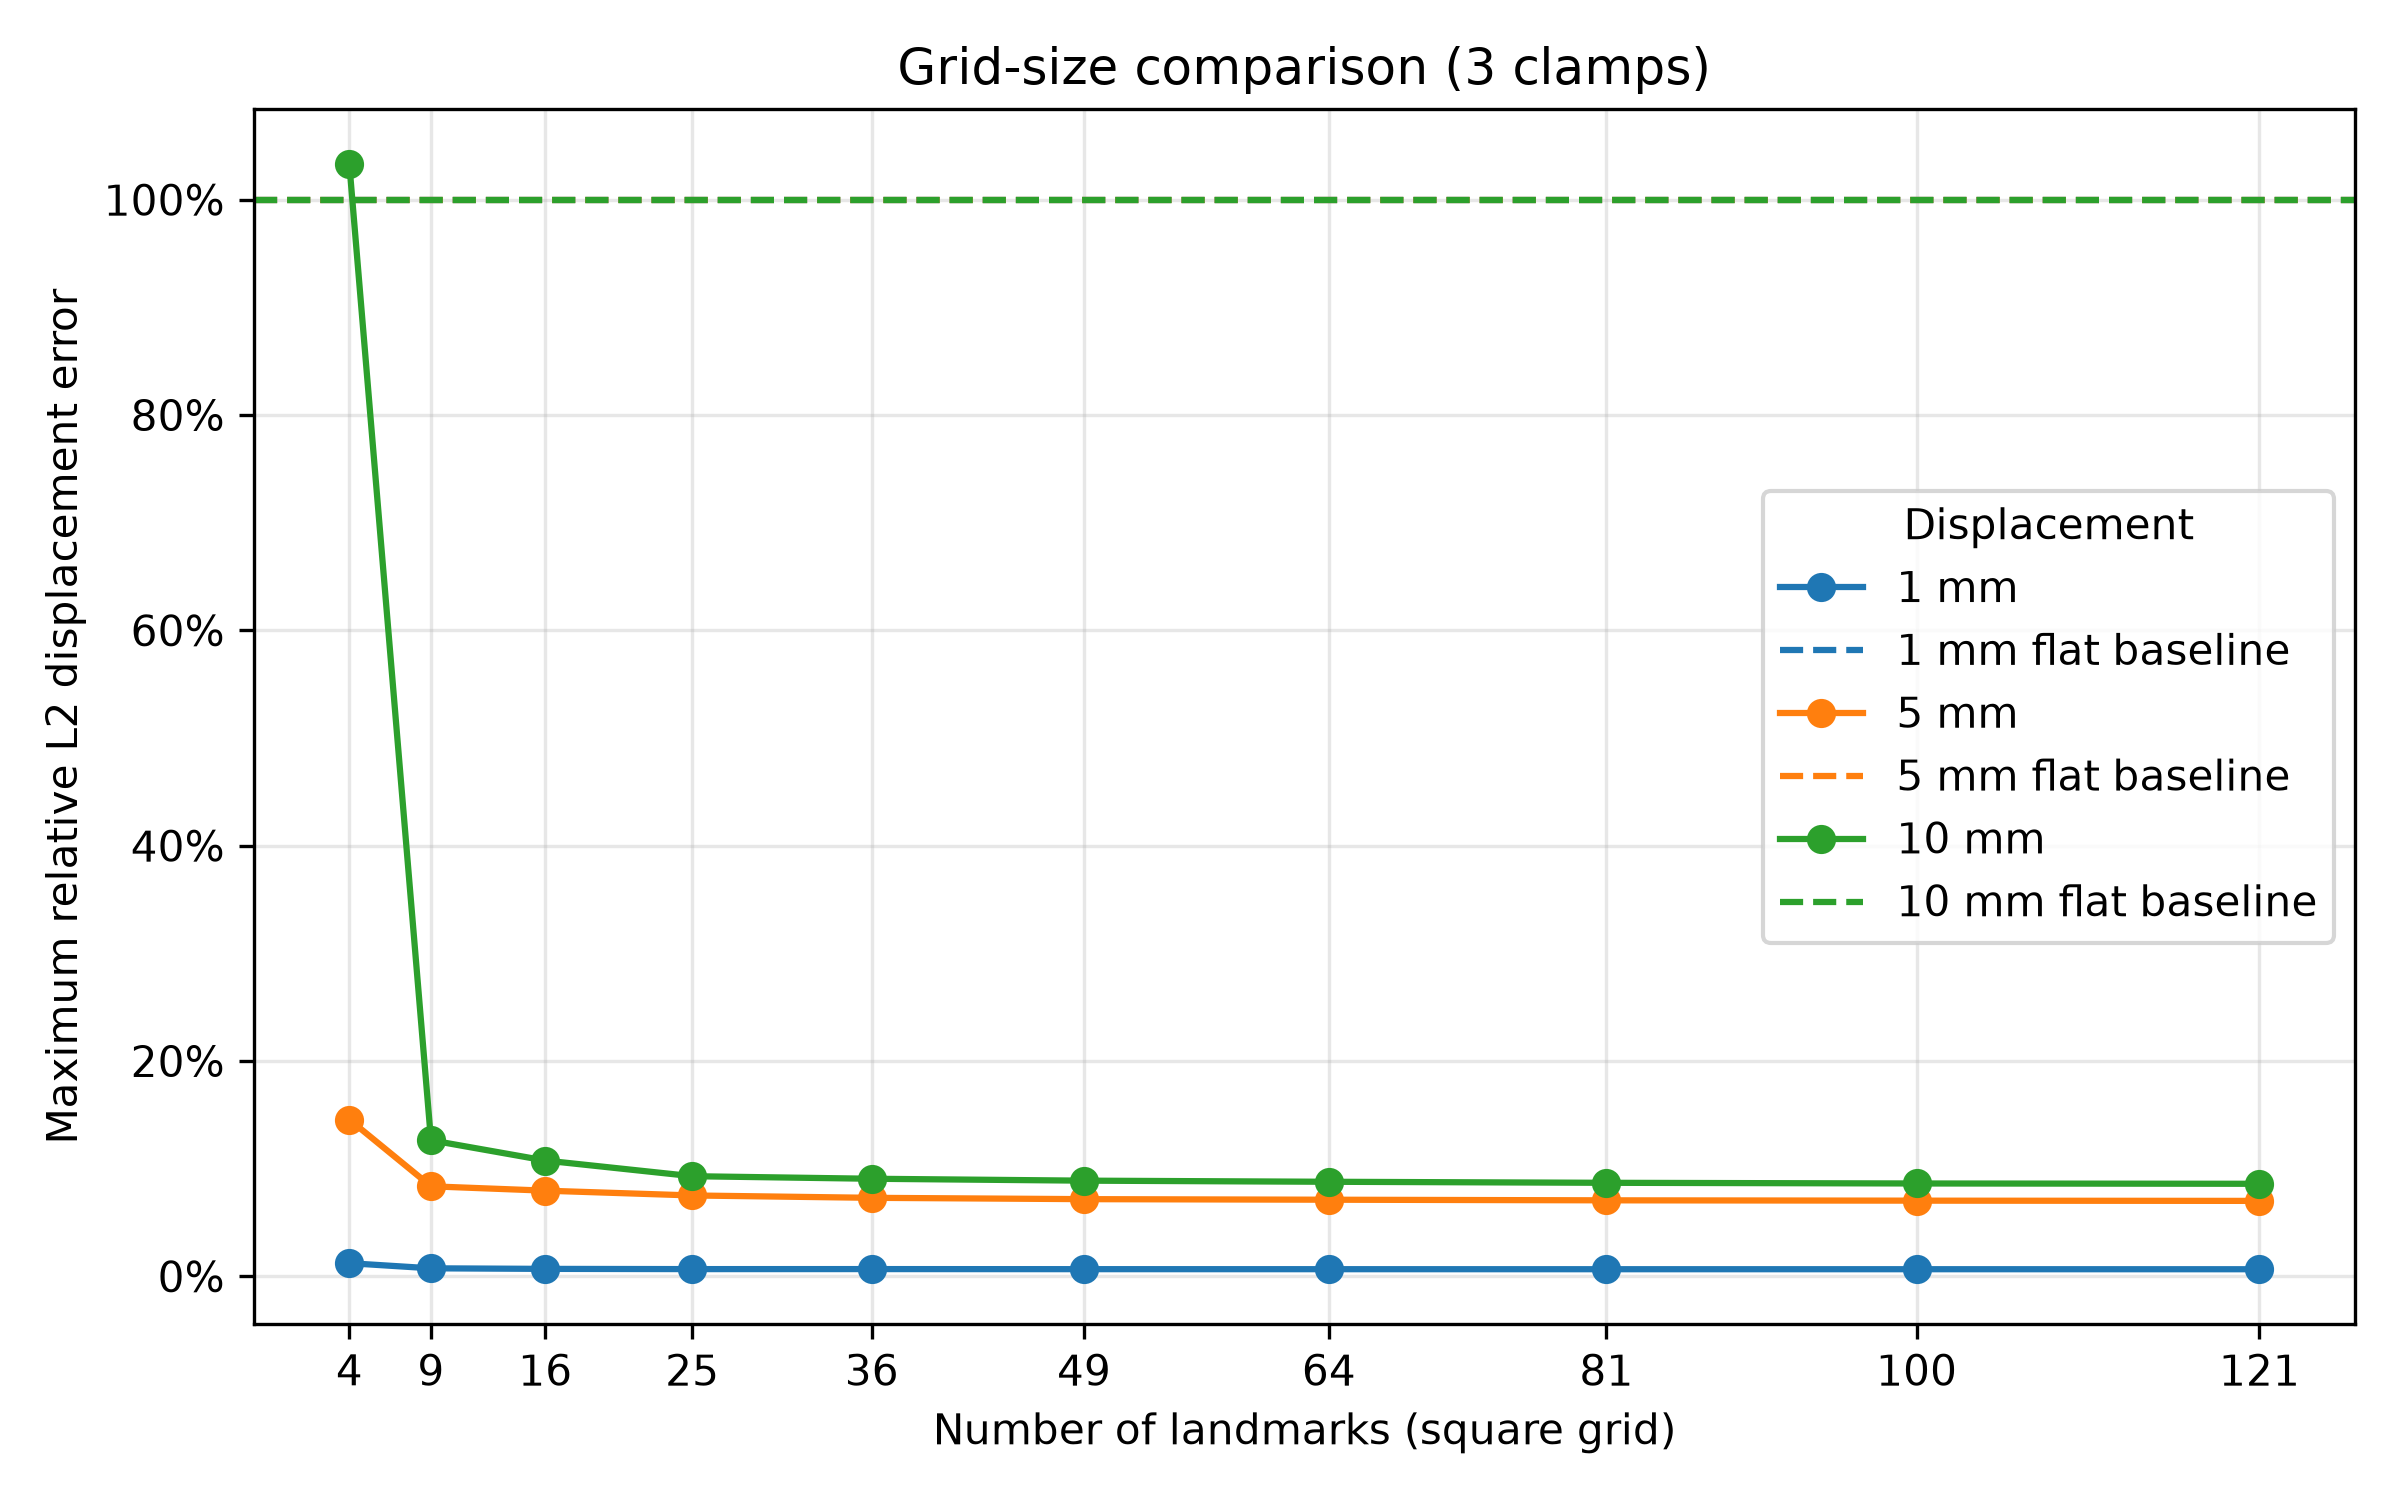 Grid-size comparison (3 clamps)
Maximum relative L2 displacement error
100%
80%
60%
40%
20%
0%
Displacement
1 mm
1 mm flat baseline
5 mm
5 mm flat baseline
10 mm
10 mm flat baseline
4 9 16 25 36 49 64 81 100 121
Number of landmarks (square grid)